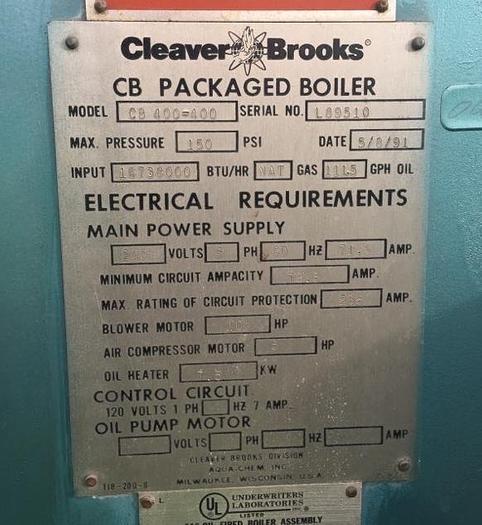 Cleaver Brooks®
CB PACKAGED BOILER
MODEL CB 400=400 SERIAL NO. L89510
MAX. PRESSURE 150 PSI DATE 5/8/91
INPUT 16738000 BTU/HR NAT GAS 111.5 GPH OIL
ELECTRICAL REQUIREMENTS
MAIN POWER SUPPLY
VOLTS PH HZ AMP.
MINIMUM CIRCUIT AMPACITY AMP.
MAX. RATING OF CIRCUIT PROTECTION AMP.
BLOWER MOTOR HP
AIR COMPRESSOR MOTOR HP
OIL HEATER KW
CONTROL CIRCUIT
120 VOLTS 1 PH HZ 7 AMP.
OIL PUMP MOTOR
VOLTS PH HZ AMP
CLEAVER BROOKS DIVISION
AQUA-CHEM INC
MILWAUKEE, WISCONSIN U.S.A.
118-200-8
UL UNDERWRITERS
LABORATORIES
LISTED INC.®
OIL FIRED BOILER ASSEMBLY